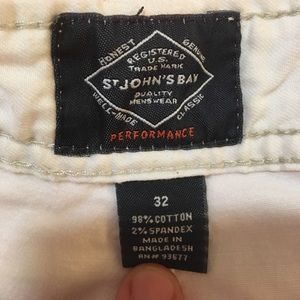 HONEST GENUINE
REGISTERED
U.S.
TRADE MARK
ST JOHN'S BAY
QUALITY
MENSWEAR
WELL-MADE CLASSIC
PERFORMANCE
32
98% COTTON
2% SPANDEX
MADE IN
BANGLADESH
RN# 93677